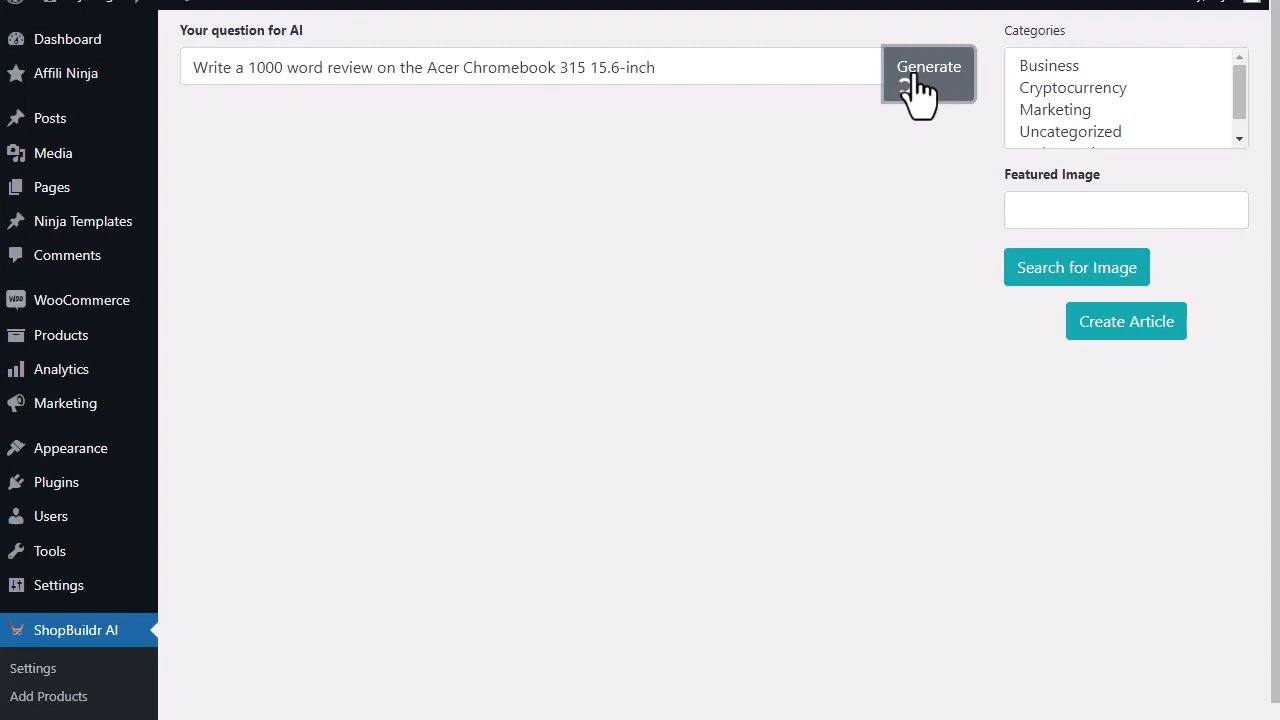 Dashboard
Affili Ninja
Posts
Media
Pages
Ninja Templates
Comments
WOO WooCommerce
Products
Analytics
Marketing
Appearance
Plugins
Users
Tools
Settings
ShopBuildr AI
Settings
Add Products
Your question for AI
Write a 1000 word review on the Acer Chromebook 315 15.6-inch
Generate
Categories
Business
Cryptocurrency
Marketing
Uncategorized
Featured Image
Search for Image
Create Article